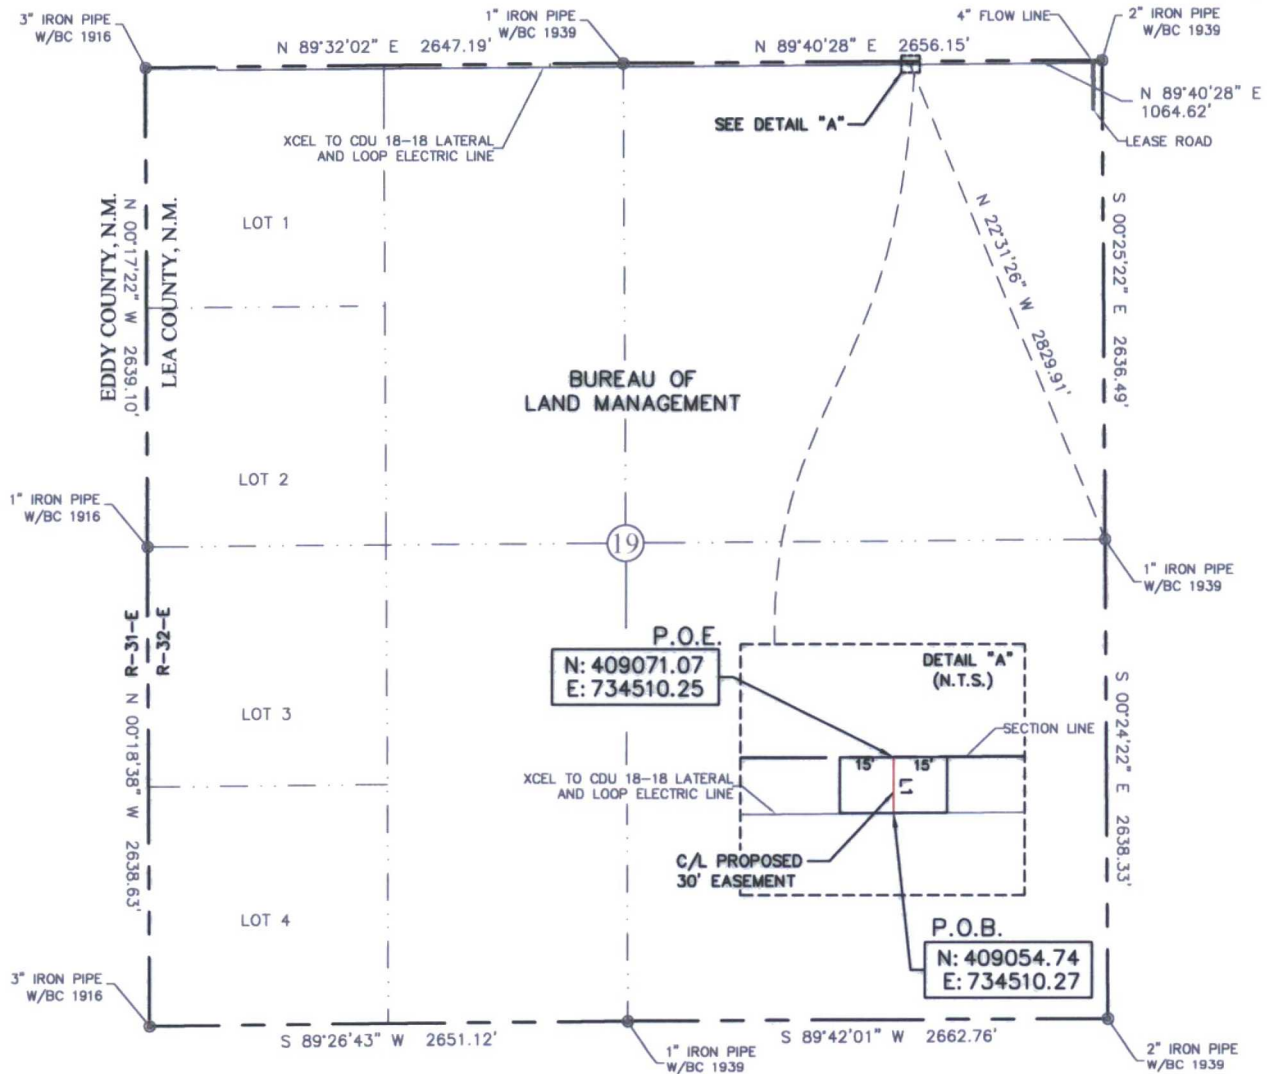 3" IRON PIPE
W/BC 1916
N 89°32'02" E 2647.19'
1" IRON PIPE
W/BC 1939
N 89°40'28" E 2656.15'
4" FLOW LINE
2" IRON PIPE
W/BC 1939
N 89°40'28" E
1064.62'
LEASE ROAD
SEE DETAIL "A"
XCEL TO CDU 18-18 LATERAL
AND LOOP ELECTRIC LINE
LOT 1
EDDY COUNTY, N.M.
N 00°17'22" W 2639.10'
LEA COUNTY, N.M.
N 22°31'26" W 2829.91'
S 00°25'22" E 2636.49'
BUREAU OF
LAND MANAGEMENT
LOT 2
1" IRON PIPE
W/BC 1916
19
1" IRON PIPE
W/BC 1939
R-31-E
R-32-E
P.O.E.
N: 409071.07
E: 734510.25
DETAIL "A"
(N.T.S.)
SECTION LINE
15' 15'
L1
XCEL TO CDU 18-18 LATERAL
AND LOOP ELECTRIC LINE
C/L PROPOSED
30' EASEMENT
LOT 3
N 00°18'38" W 2638.63'
S 00°24'22" E 2638.33'
LOT 4
P.O.B.
N: 409054.74
E: 734510.27
3" IRON PIPE
W/BC 1916
S 89°26'43" W 2651.12'
1" IRON PIPE
W/BC 1939
S 89°42'01" W 2662.76'
2" IRON PIPE
W/BC 1939